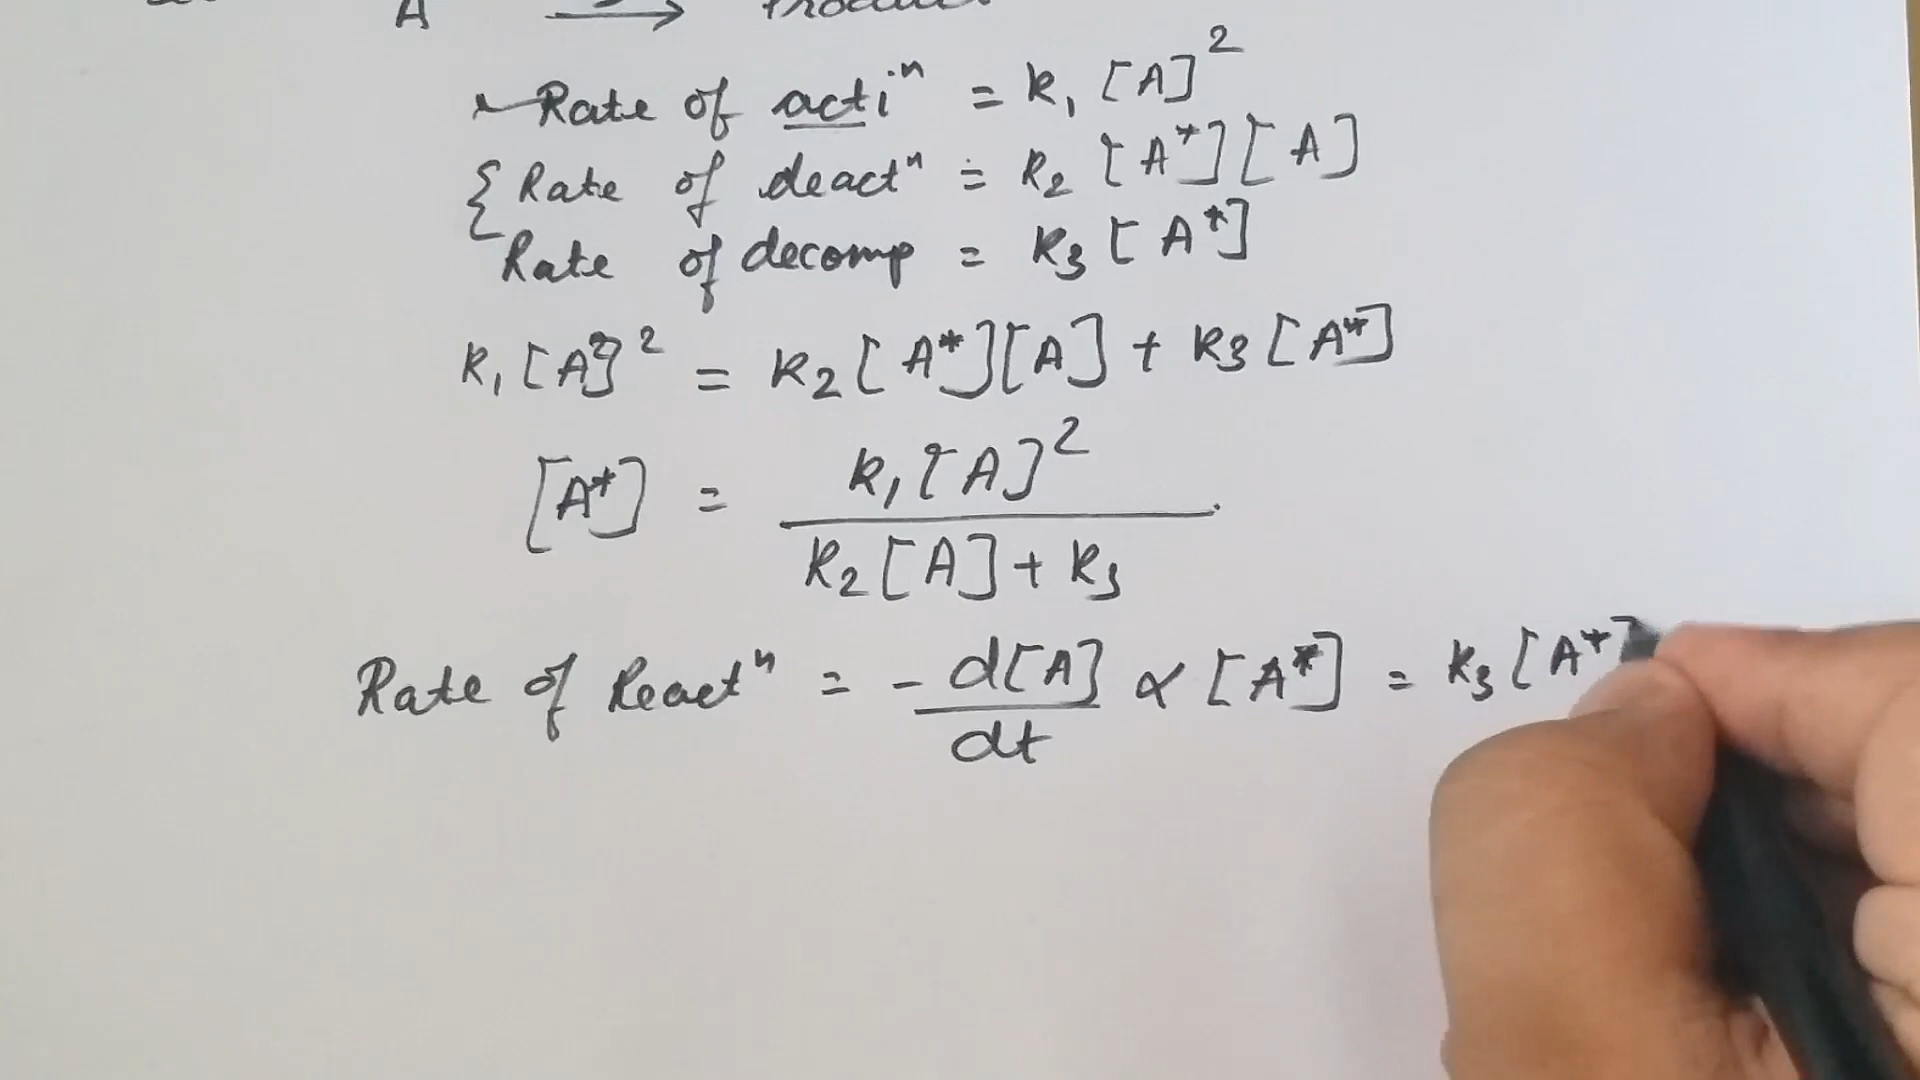 A ⟶ Product
Rate of actiⁿ = k₁ [A]²
{ Rate of deactⁿ = k₂ [A*][A]
Rate of decomp = k₃ [A*]
k₁ [A]² = k₂ [A*][A] + k₃ [A*]
[A*] = k₁ [A]² / k₂ [A] + k₃
Rate of Reactⁿ = - d[A] / dt ∝ [A*] = k₃ [A*]